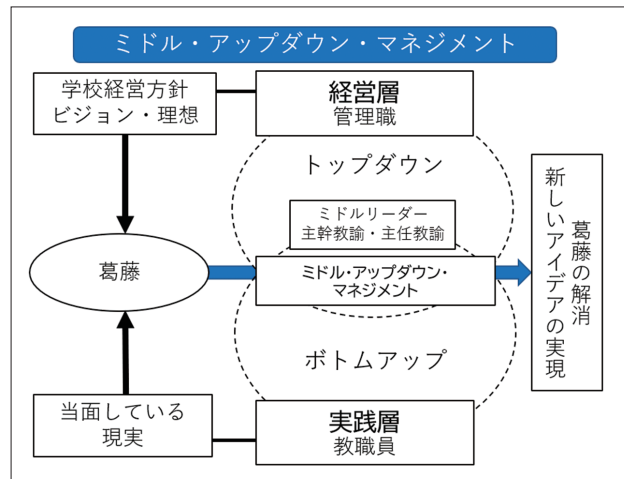 ミドル・アップダウン・マネジメント
学校経営方針
ビジョン・理想
経営層
管理職
トップダウン
ミドルリーダー
主幹教諭・主任教諭
葛藤
ミドル・アップダウン・
マネジメント
葛藤の解消
新しいアイデアの実現
ボトムアップ
当面している
現実
実践層
教職員